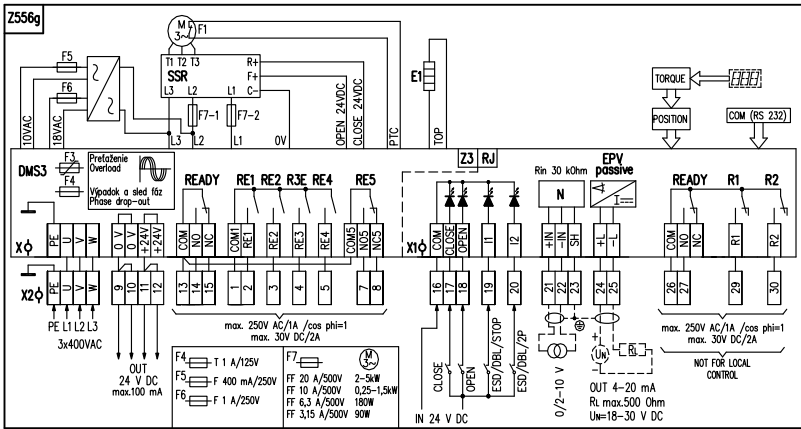 Z556g
M
3~
F1
T1 T2 T3
R+
SSR
F+
C-
L3 L2 L1
F5
F6
F7-1
F7-2
L3 L2 L1
10VAC
18VAC
0V
OPEN 24VDC
CLOSE 24VDC
PTC
E1
TOP
TORQUE
POSITION
COM (RS 232)
DMS3
F3
F4
Preťaženie
Overload
Výpadok a sled fáz
Phase drop-out
READY
RE1 RE2 R3E RE4
RE5
Z3 RJ
Rin 30 kOhm
N
EPV
passive
I
READY R1 R2
X
PE U V W
0 V 0 V +24V +24V
COM NO NC
COM1 RE1 RE2 RE3 RE4 COM5 NO5 NC5
X1
COM CLOSE OPEN I1 I2
+IN -IN SH
+L -L
COM NO NC R1 R2
X2
PE U V W
9 10 11 12
13 14 15
1 2 3 4 5 7 8
16 17 18 19 20
21 22 23
24 25
26 27 29 30
PE L1 L2 L3
3x400VAC
OUT
24 V DC
max.100 mA
max. 250V AC/1A /cos phi=1
max. 30V DC/2A
F4 T 1 A/125V
F5 F 400 mA/250V
F6 F 1 A/250V
F7
M
3~
FF 20 A/500V 2-5kW
FF 10 A/500V 0,25-1,5kW
FF 6,3 A/500V 180W
FF 3,15 A/500V 90W
CLOSE
OPEN
ESD/DBL/STOP
ESD/DBL/2P
IN 24 V DC
0/2-10 V
UN
RL
OUT 4-20 mA
RL max.500 Ohm
UN=18-30 V DC
max. 250V AC/1A /cos phi=1
max. 30V DC/2A
NOT FOR LOCAL
CONTROL